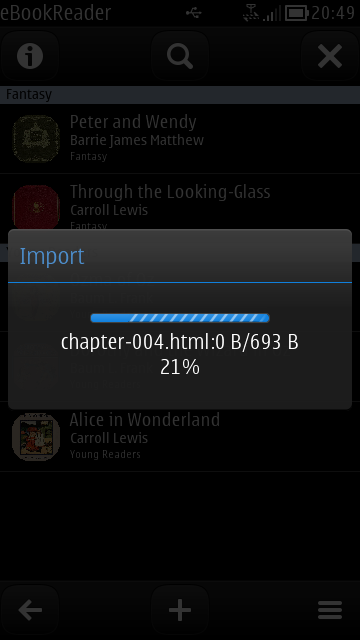 eBookReader
20:49
Fantasy
Peter and Wendy
Barrie James Matthew
Fantasy
Through the Looking-Glass
Carroll Lewis
Fantasy
Import
chapter-004.html:0 B/693 B
21%
Alice in Wonderland
Carroll Lewis
Young Readers